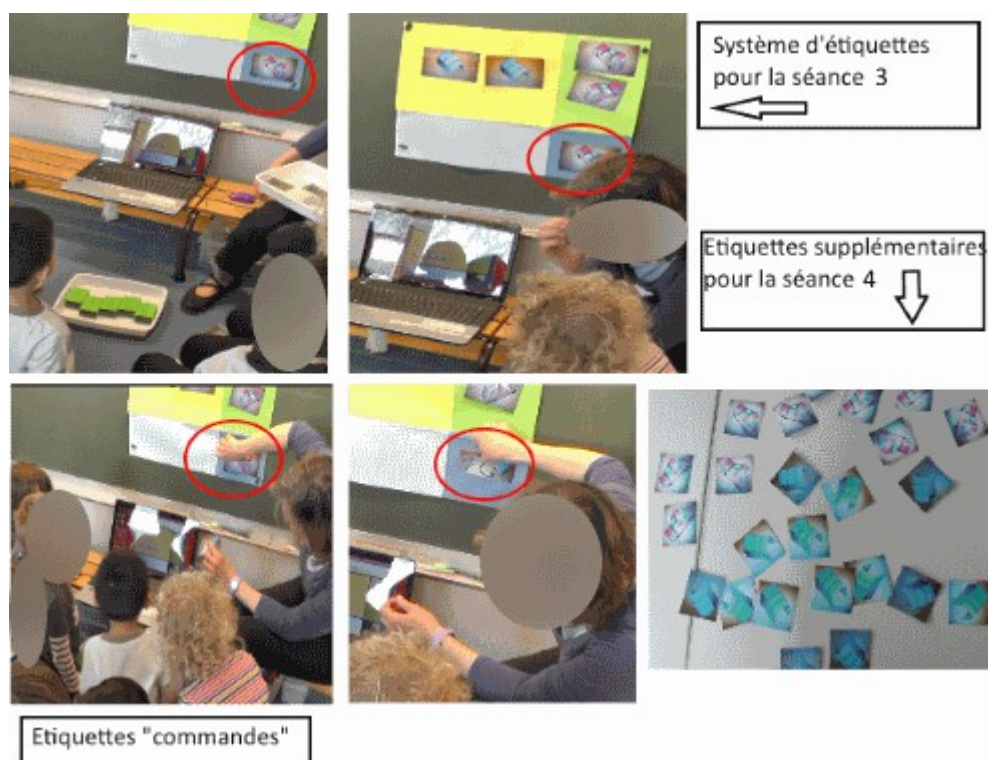 Système d'étiquettes
pour la séance 3
Etiquettes supplémentaires
pour la séance 4
Etiquettes "commandes"